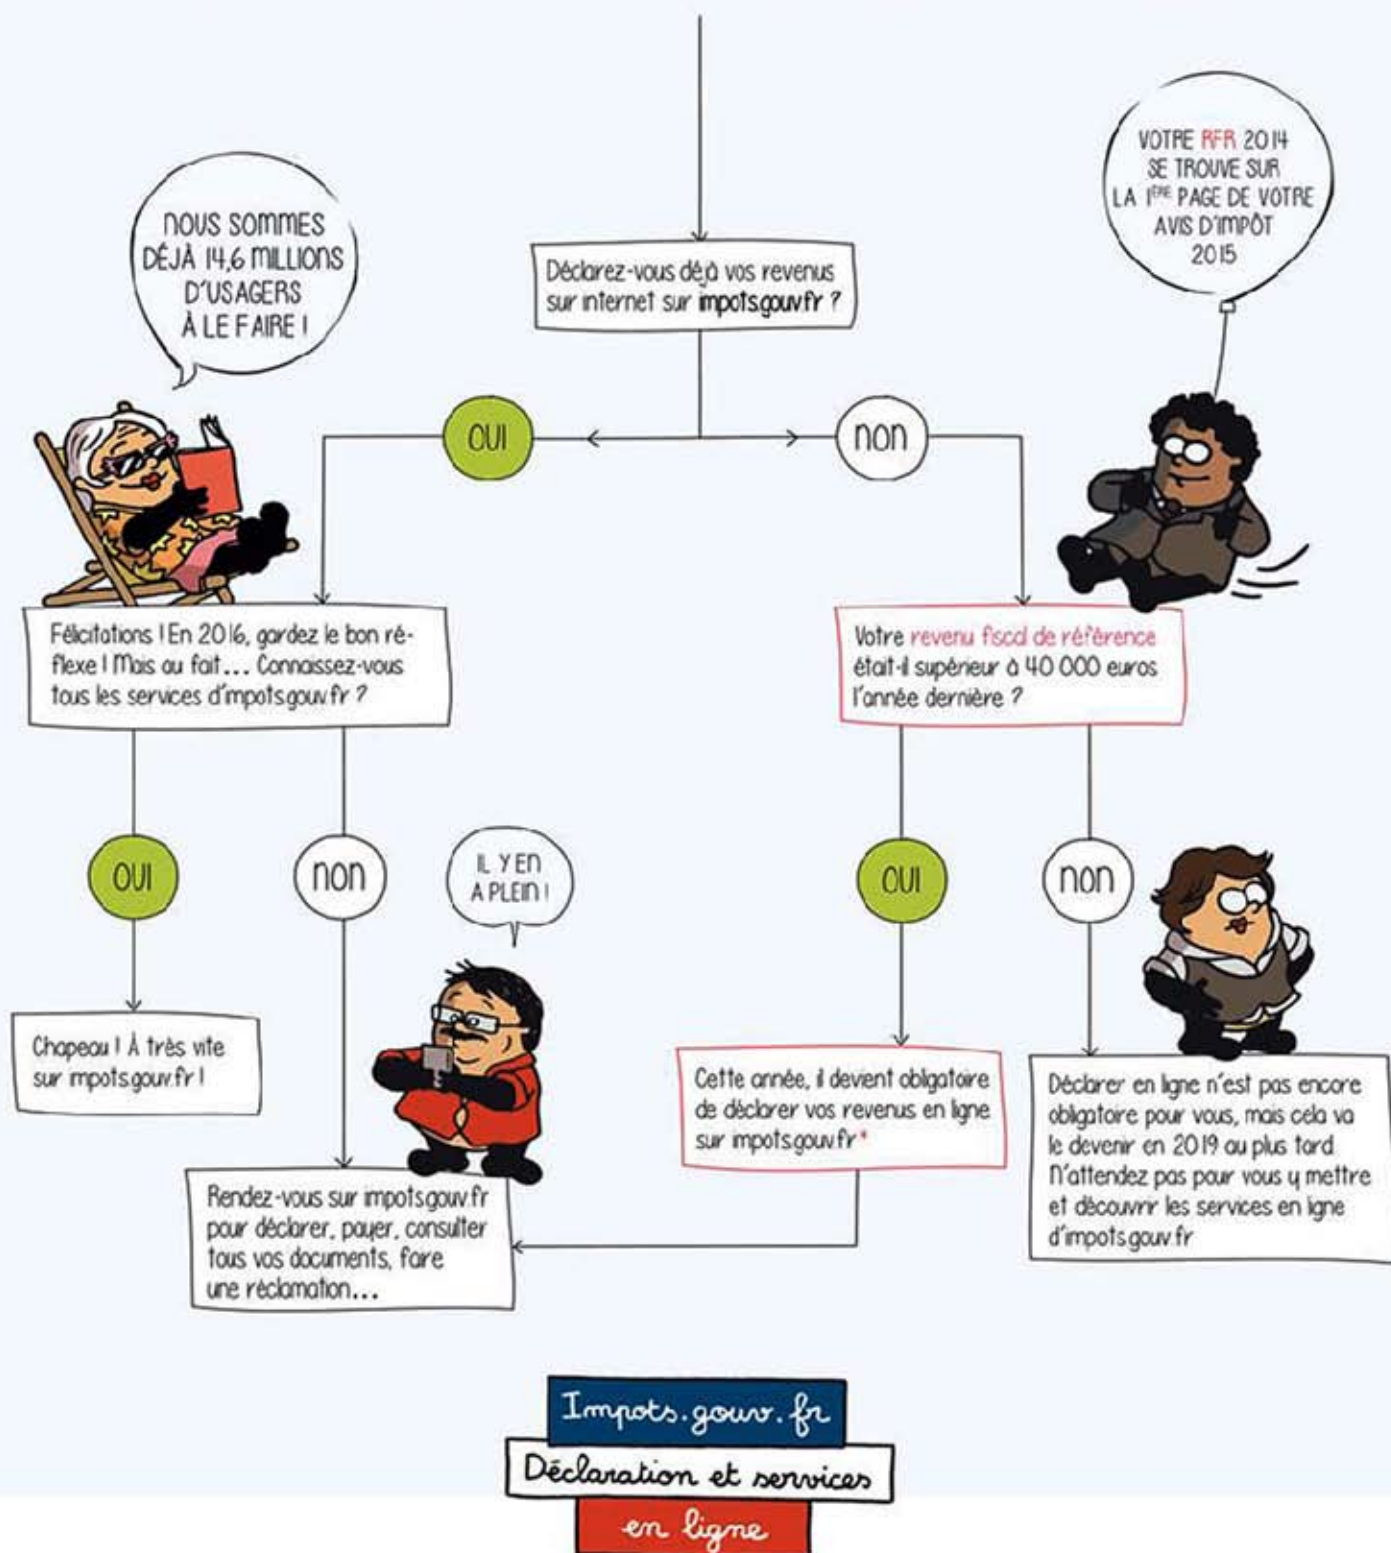 NOUS SOMMES
DÉJÀ 14,6 MILLIONS
D'USAGERS
À LE FAIRE !
VOTRE RFR 2014
SE TROUVE SUR
LA 1ÈRE PAGE DE VOTRE
AVIS D'IMPÔT
2015
Déclarez-vous déjà vos revenus
sur internet sur impots.gouv.fr ?
OUI
NON
Félicitations ! En 2016, gardez le bon ré-
flexe ! Mais au fait... Connaissez-vous
tous les services d'impots.gouv.fr ?
Votre revenu fiscal de référence
était-il supérieur à 40 000 euros
l'année dernière ?
OUI
NON
IL Y EN
A PLEIN !
OUI
NON
Chapeau ! À très vite
sur impots.gouv.fr !
Rendez-vous sur impots.gouv.fr
pour déclarer, payer, consulter
tous vos documents, faire
une réclamation...
Cette année, il devient obligatoire
de déclarer vos revenus en ligne
sur impots.gouv.fr*
Déclarer en ligne n'est pas encore
obligatoire pour vous, mais cela va
le devenir en 2019 au plus tard
N'attendez pas pour vous y mettre
et découvrir les services en ligne
d'impots.gouv.fr
Impots.gouv.fr
Déclaration et services
en ligne